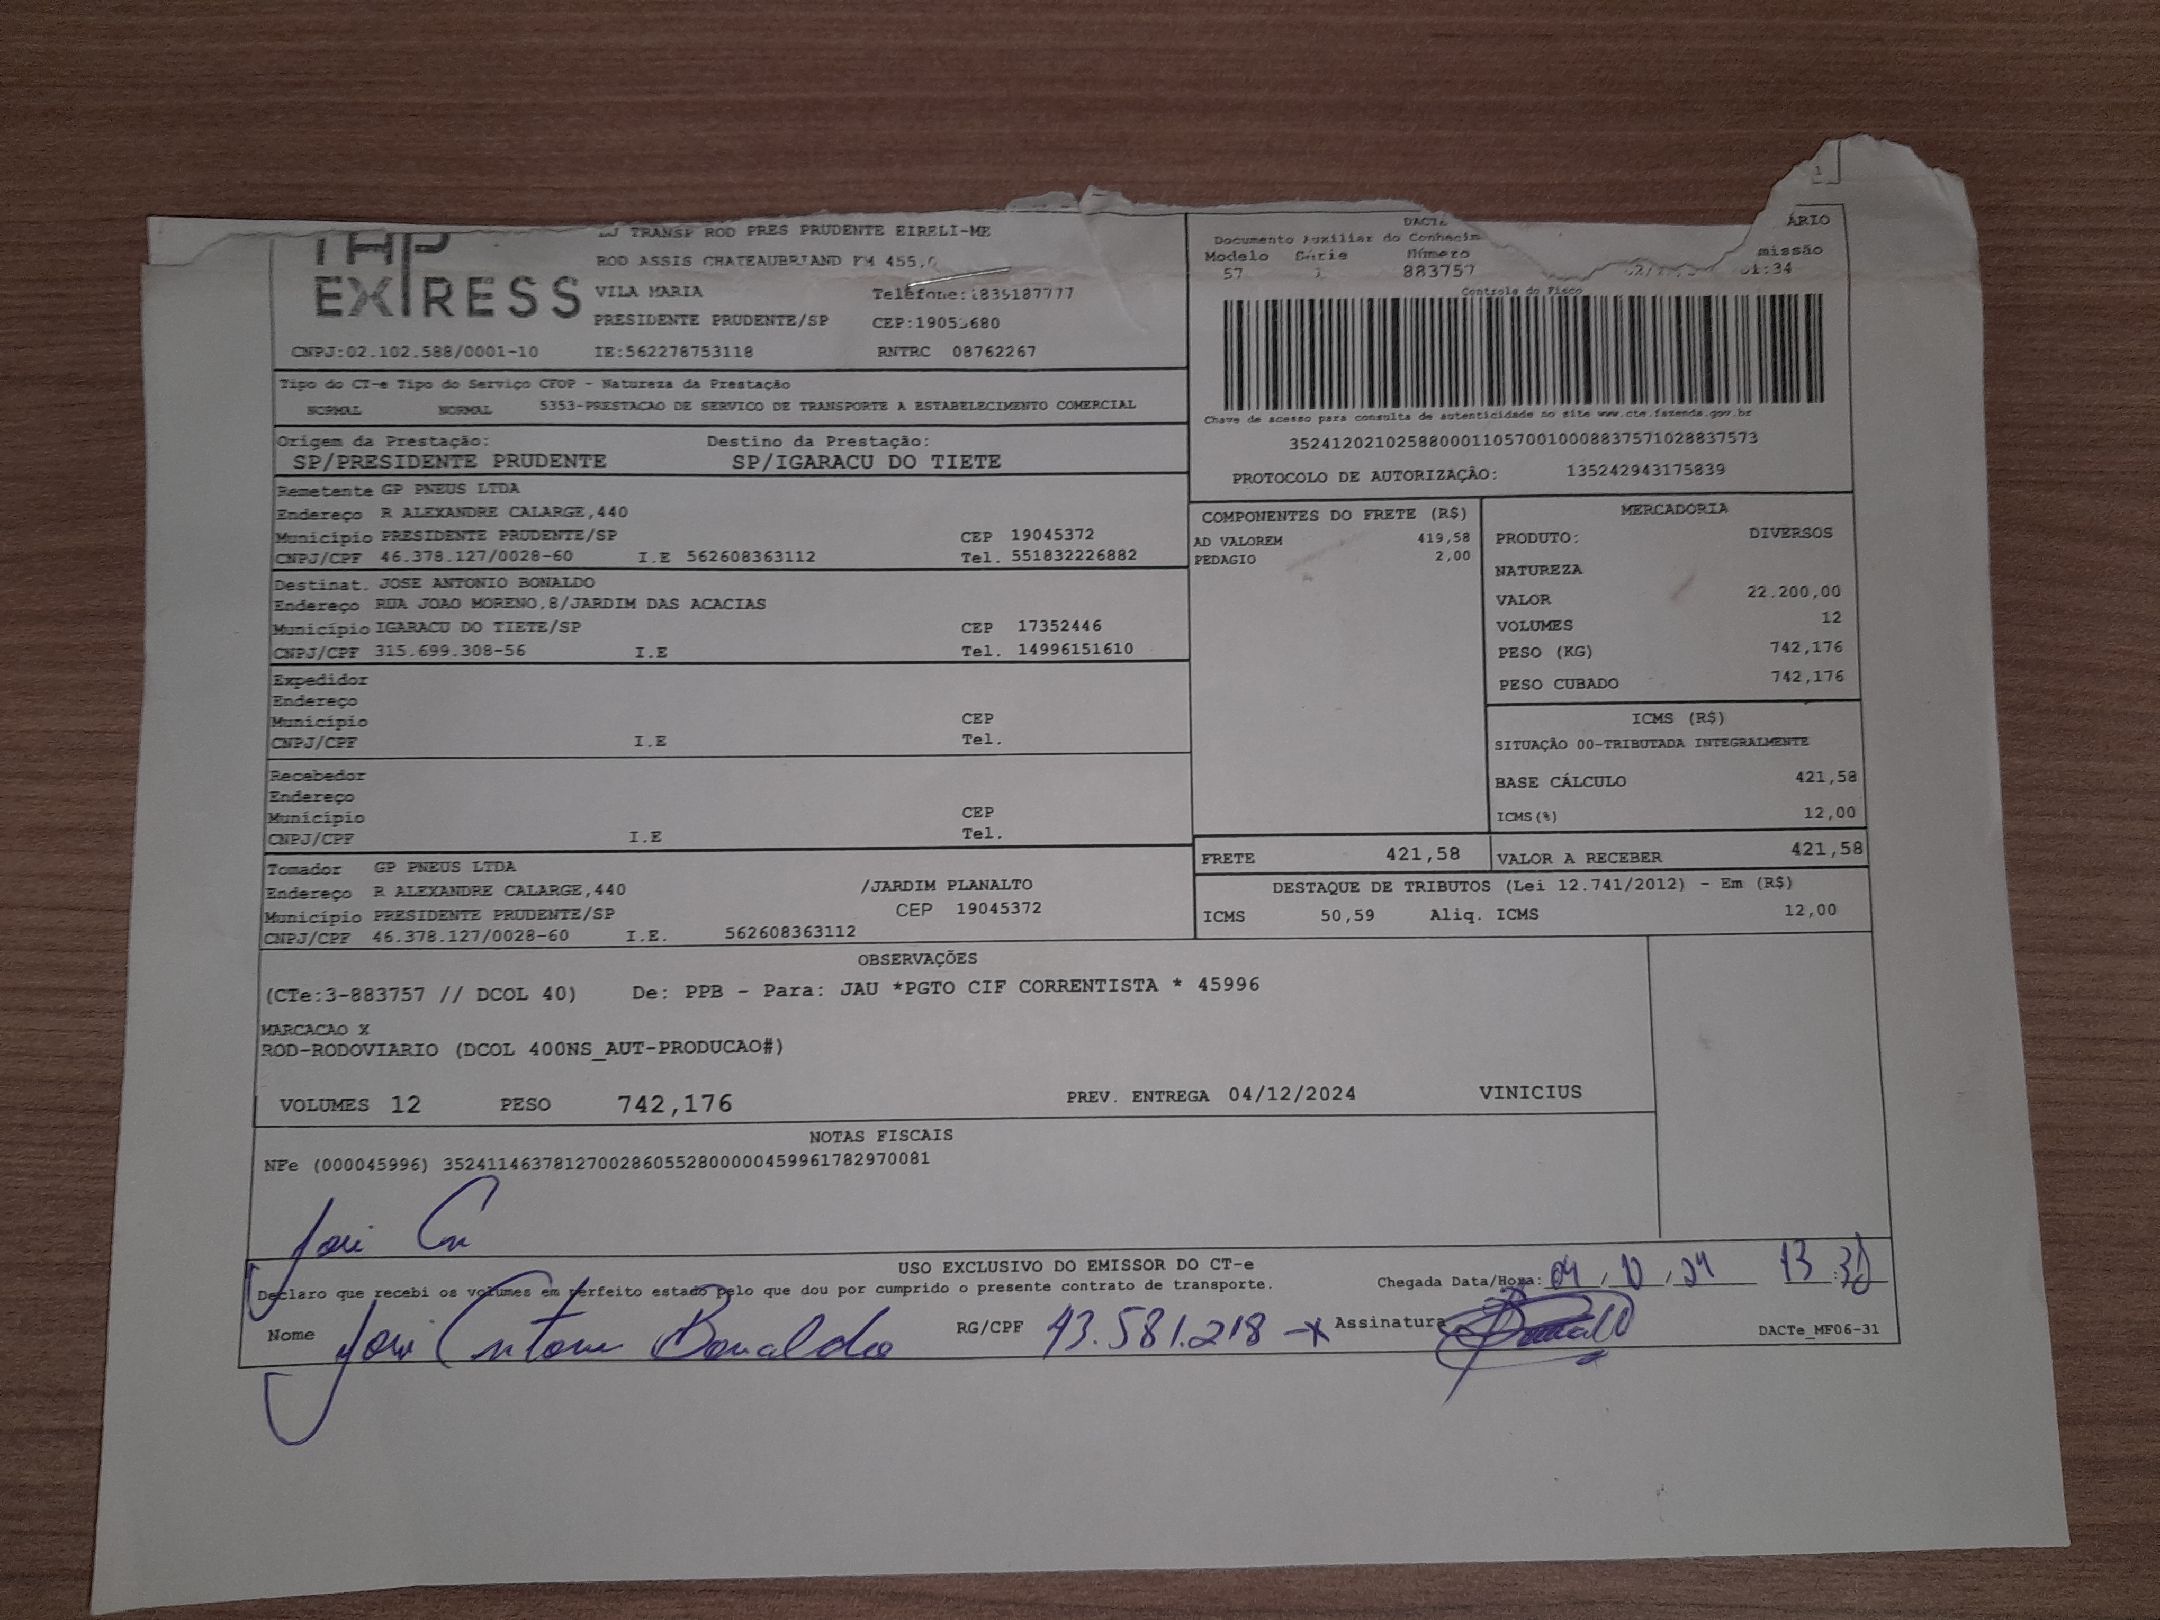 EXPRESS
TRANSP ROD PRES PRUDENTE EIRELI-ME
ROD ASSIS CHATEAUBRIAND KM 455,
VILA MARIA Telefone:1839187777
PRESIDENTE PRUDENTE/SP
CNPJ:02.102.588/0001-10 IE:562278753118 RNTRC 08762267
DACTE
Documento Auxiliar do Conhecim
ÁRIO
Modelo Série Número missão
57 1 883757 01:34
Controle do Fisco
Chave de acesso para consulta de autenticidade no site www.cte.fazenda.gov.br
35241202102588000110570010008837571028837573
PROTOCOLO DE AUTORIZAÇÃO: 135242943175839
Tipo do CT-e Tipo do Serviço CFOP - Natureza da Prestação
NORMAL NORMAL 5353-PRESTACAO DE SERVICO DE TRANSPORTE A ESTABELECIMENTO COMERCIAL
Origem da Prestação: Destino da Prestação:
SP/PRESIDENTE PRUDENTE SP/IGARACU DO TIETE
Remetente GP PNEUS LTDA
Endereço R ALEXANDRE CALARGE,440
Município PRESIDENTE PRUDENTE/SP CEP 19045372
CNPJ/CPF 46.378.127/0028-60 I.E 562608363112 Tel. 551832226882
Destinat. JOSE ANTONIO BONALDO
Endereço RUA JOAO MORENO,8/JARDIM DAS ACACIAS
Município IGARACU DO TIETE/SP CEP 17352446
CNPJ/CPF 315.699.308-56 I.E Tel. 14996151610
Expedidor
Endereço
Município CEP
CNPJ/CPF I.E Tel.
Recebedor
Endereço
Município CEP
CNPJ/CPF I.E Tel.
Tomador GP PNEUS LTDA
Endereço R ALEXANDRE CALARGE,440 /JARDIM PLANALTO
Município PRESIDENTE PRUDENTE/SP CEP 19045372
CNPJ/CPF 46.378.127/0028-60 I.E. 562608363112
COMPONENTES DO FRETE (R$)
AD VALOREM 419,58
PEDAGIO 2,00
MERCADORIA
PRODUTO: DIVERSOS
NATUREZA
VALOR 22.200,00
VOLUMES 12
PESO (KG) 742,176
PESO CUBADO 742,176
ICMS (R$)
SITUAÇÃO 00-TRIBUTADA INTEGRALMENTE
BASE CÁLCULO 421,58
ICMS(%) 12,00
FRETE 421,58 VALOR A RECEBER 421,58
DESTAQUE DE TRIBUTOS (Lei 12.741/2012) - Em (R$)
ICMS 50,59 Aliq. ICMS 12,00
OBSERVAÇÕES
(CTe:3-883757 // DCOL 40) De: PPB - Para: JAU *PGTO CIF CORRENTISTA * 45996
MARCACAO X
ROD-RODOVIARIO (DCOL 400NS_AUT-PRODUCAO#)
VOLUMES 12 PESO 742,176 PREV. ENTREGA 04/12/2024 VINICIUS
NOTAS FISCAIS
NFe (000045996) 35241146378127002860552800000459961782970081
USO EXCLUSIVO DO EMISSOR DO CT-e
Declaro que recebi os volumes em perfeito estado pelo que dou por cumprido o presente contrato de transporte. Chegada Data/Hora:
Nome José Antonio Bonaldo RG/CPF 43.581.218-x Assinatura
DACTe_MF06-31